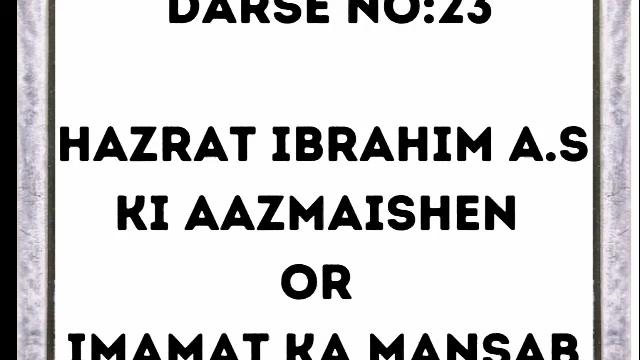 DARSE NO:23
HAZRAT IBRAHIM A.S
KI AAZMAISHEN
OR
IMAMAT KA MANSAB